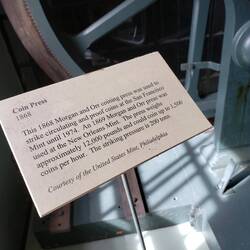 Coin Press
1868
This 1868 Morgan and Orr coining press was used to
strike circulating and proof coins at the San Francisco
Mint until 1974. An 1869 Morgan and Orr press was
used at the New Orleans Mint. The press weighs
approximately 12,000 pounds and could coin up to 1,500
coins per hour. The striking pressure is 200 tons.
Courtesy of the United States Mint, Philadelphia